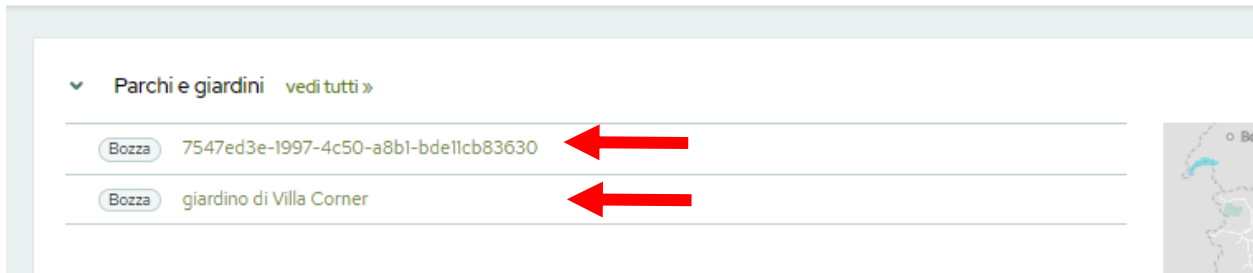 Parchi e giardini vedi tutti »
Bozza 7547ed3e-1997-4c50-a8b1-bde11cb83630
Bozza giardino di Villa Corner